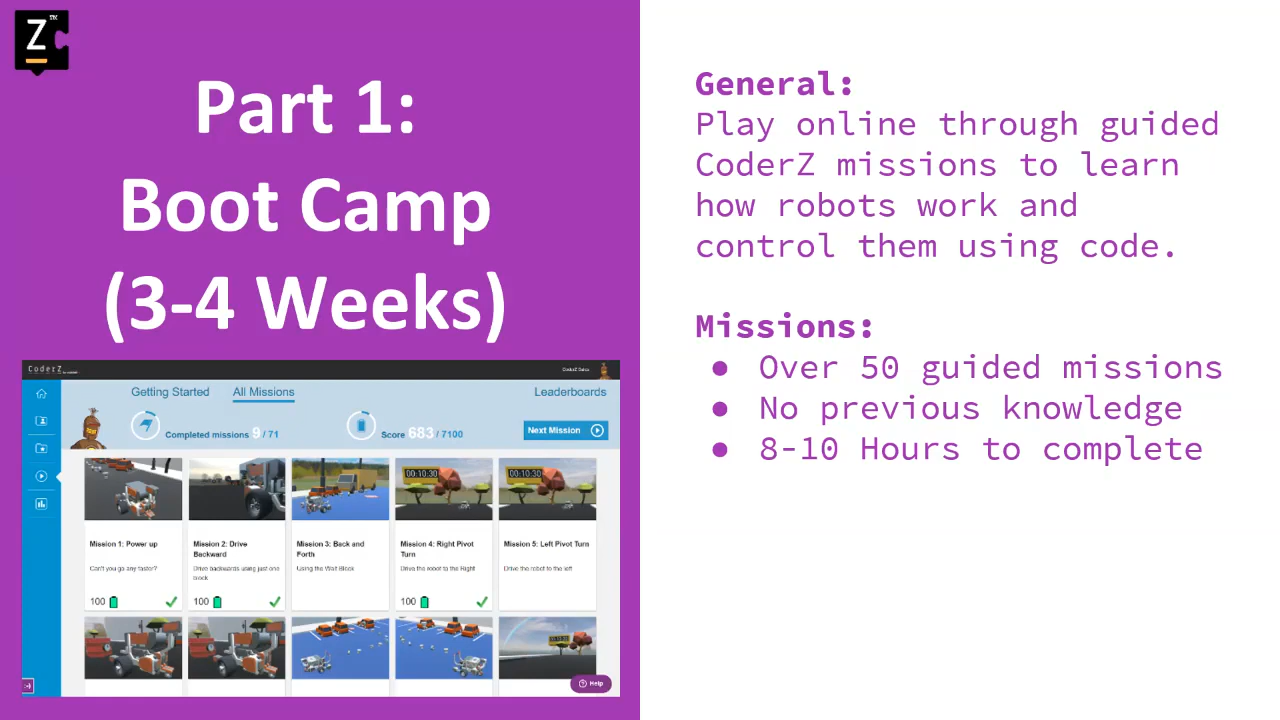 Z™
Part 1:
Boot Camp
(3-4 Weeks)
General:
Play online through guided
CoderZ missions to learn
how robots work and
control them using code.
Missions:
● Over 50 guided missions
● No previous knowledge
● 8-10 Hours to complete
CoderZ
Getting Started All Missions Leaderboards
Completed missions 9 / 71 Score 683 / 7100 Next Mission
00:10:30 00:10:30
Mission 1: Power up
Can't you go any faster?
100
Mission 2: Drive
Backward
Drive backwards using just one
block
100
Mission 3: Back and
Forth
Using the Wait Block
Mission 4: Right Pivot
Turn
Drive the robot to the Right
100
Mission 5: Left Pivot Turn
Drive the robot to the left
Help